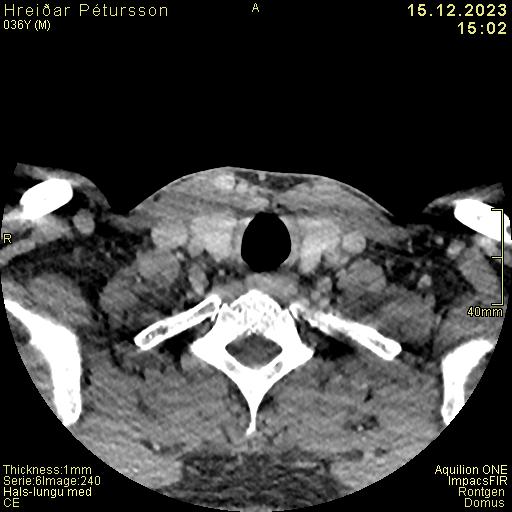 Hreiðar Pétursson
036Y (M)
A
15.12.2023
15:02
R
40mm
Thickness:1mm
Serie:6Image:240
Hals-lungu med
CE
Aquilion ONE
ImpacsFIR
Rontgen
Domus